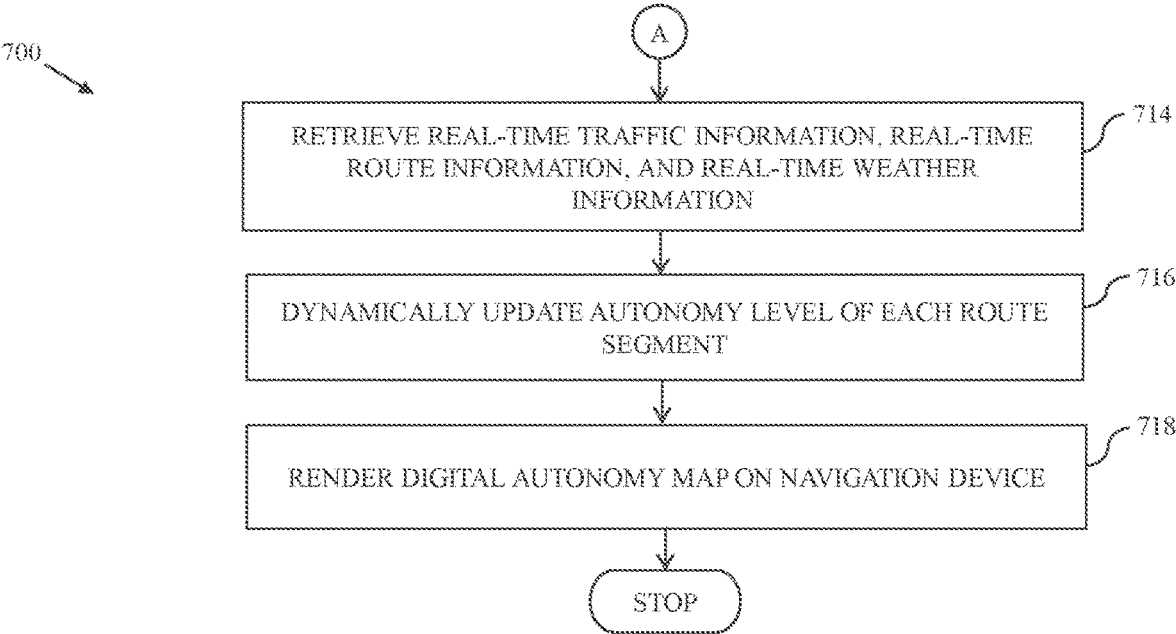 A
700
714
RETRIEVE REAL-TIME TRAFFIC INFORMATION, REAL-TIME
ROUTE INFORMATION, AND REAL-TIME WEATHER
INFORMATION
716
DYNAMICALLY UPDATE AUTONOMY LEVEL OF EACH ROUTE
SEGMENT
718
RENDER DIGITAL AUTONOMY MAP ON NAVIGATION DEVICE
STOP